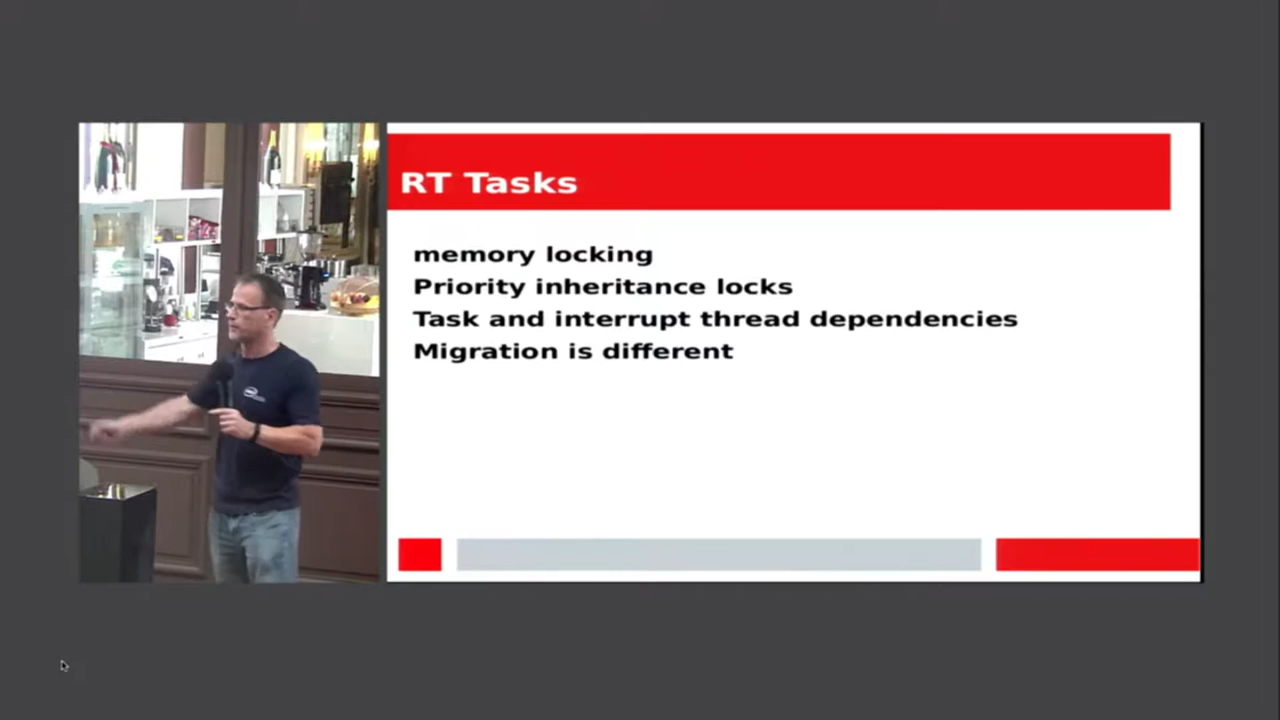 RT Tasks
memory locking
Priority inheritance locks
Task and interrupt thread dependencies
Migration is different